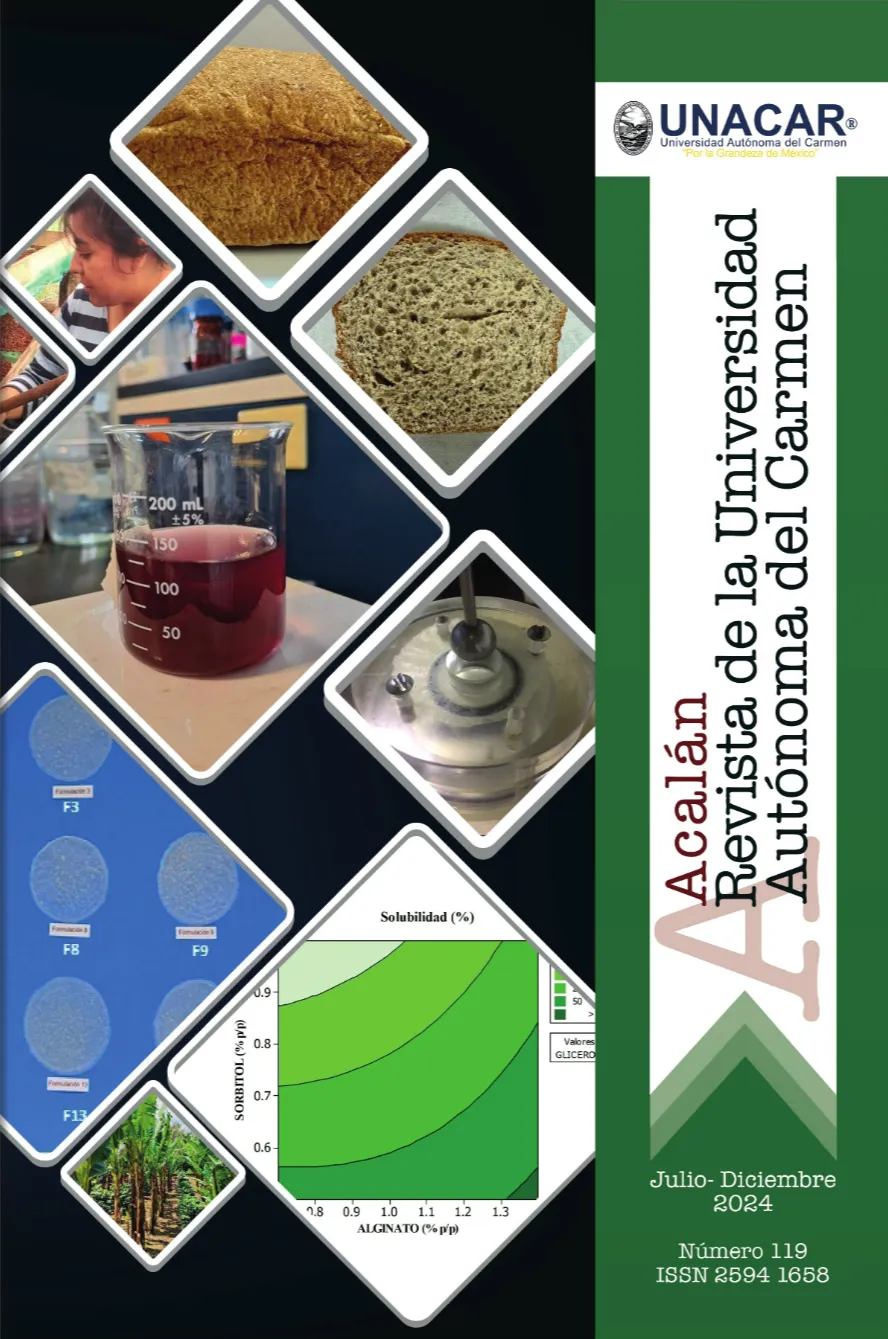 UNACAR®
Universidad Autónoma del Carmen
"Por la Grandeza de México"
Acalán
Revista de la Universidad
Autónoma del Carmen
A
Julio- Diciembre
2024
Número 119
ISSN 2594 1658
200 mL
±5%
150
100
50
Formulación 3
F3
Formulación 8
F8
Formulación 9
F9
Formulación 13
F13
Solubilidad (%)
SORBITOL (% p/p)
0.9
0.8
0.7
0.6
0.8 0.9 1.0 1.1 1.2 1.3
ALGINATO (% p/p)
50
>
Valores
GLICERO